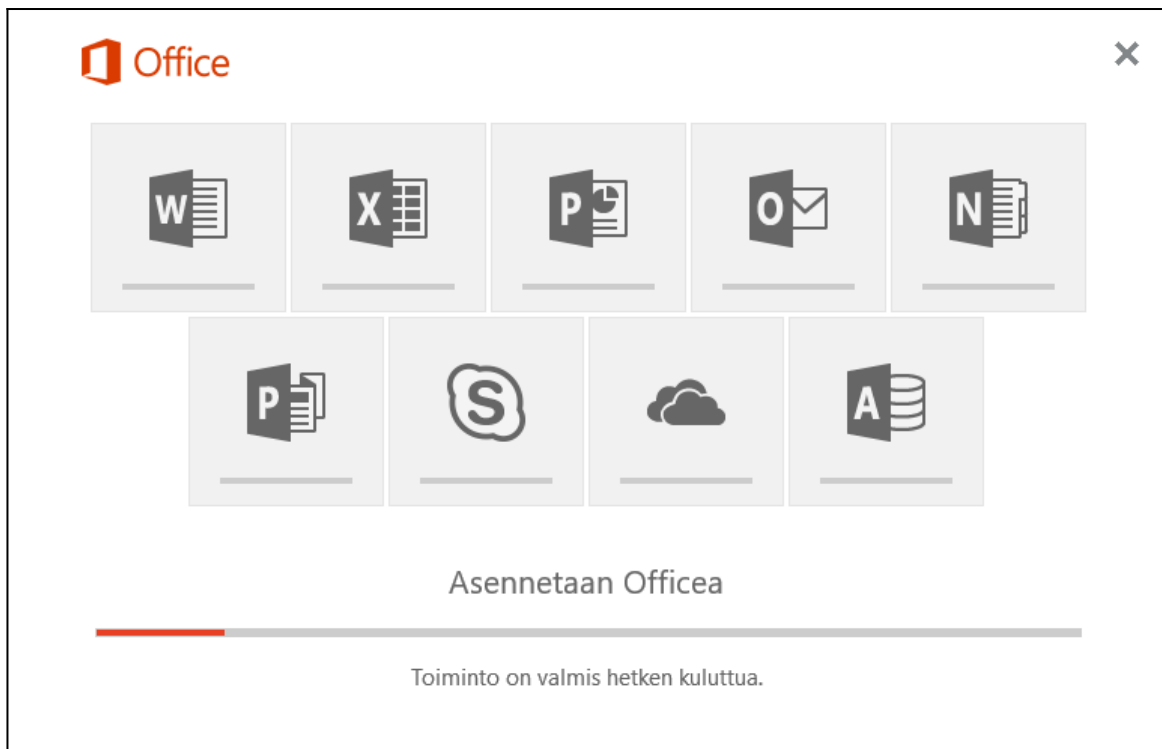 Office
W X P O N
P S A
Asennetaan Officea
Toiminto on valmis hetken kuluttua.